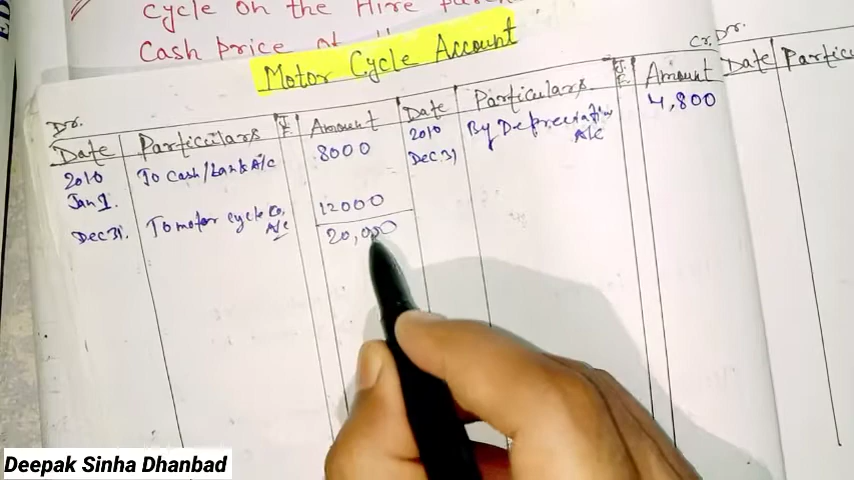 Cycle on the Hire
Cash price
Motor Cycle Account
Dr. Cr. Dr.
Date Particulars J.F. Amount Date Particulars J.F. Amount Date Particu
2010 To Cash/bank A/c 8000 2010 By Depreciation A/c 4,800
Jan 1. Dec 31
Dec 31. To motor cycle Co, A/c 12000
20,000
Deepak Sinha Dhanbad